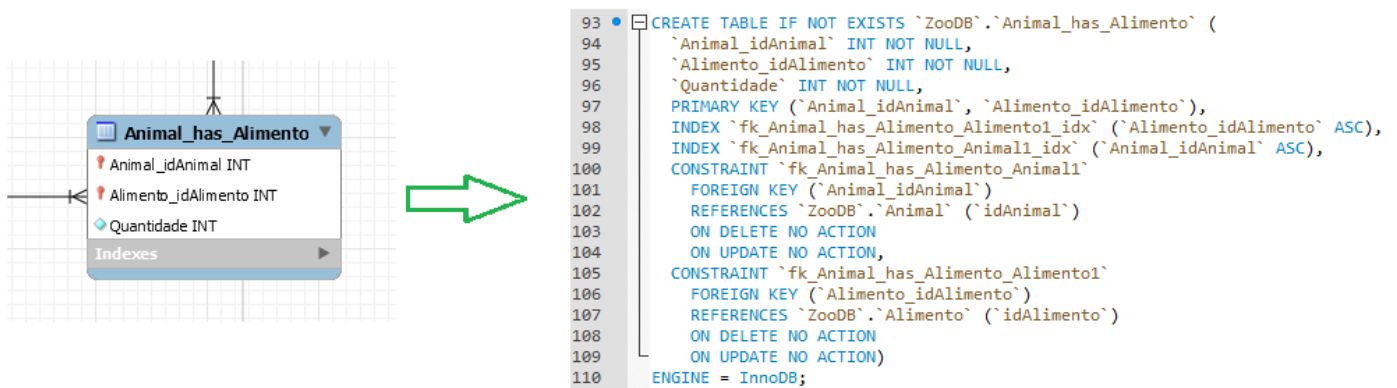 Animal_has_Alimento
Animal_idAnimal INT
Alimento_idAlimento INT
Quantidade INT
Indexes
93 CREATE TABLE IF NOT EXISTS `ZooDB`.`Animal_has_Alimento` (
94 `Animal_idAnimal` INT NOT NULL,
95 `Alimento_idAlimento` INT NOT NULL,
96 `Quantidade` INT NOT NULL,
97 PRIMARY KEY (`Animal_idAnimal`, `Alimento_idAlimento`),
98 INDEX `fk_Animal_has_Alimento_Alimento1_idx` (`Alimento_idAlimento` ASC),
99 INDEX `fk_Animal_has_Alimento_Animal1_idx` (`Animal_idAnimal` ASC),
100 CONSTRAINT `fk_Animal_has_Alimento_Animal1`
101 FOREIGN KEY (`Animal_idAnimal`)
102 REFERENCES `ZooDB`.`Animal` (`idAnimal`)
103 ON DELETE NO ACTION
104 ON UPDATE NO ACTION,
105 CONSTRAINT `fk_Animal_has_Alimento_Alimento1`
106 FOREIGN KEY (`Alimento_idAlimento`)
107 REFERENCES `ZooDB`.`Alimento` (`idAlimento`)
108 ON DELETE NO ACTION
109 ON UPDATE NO ACTION)
110 ENGINE = InnoDB;